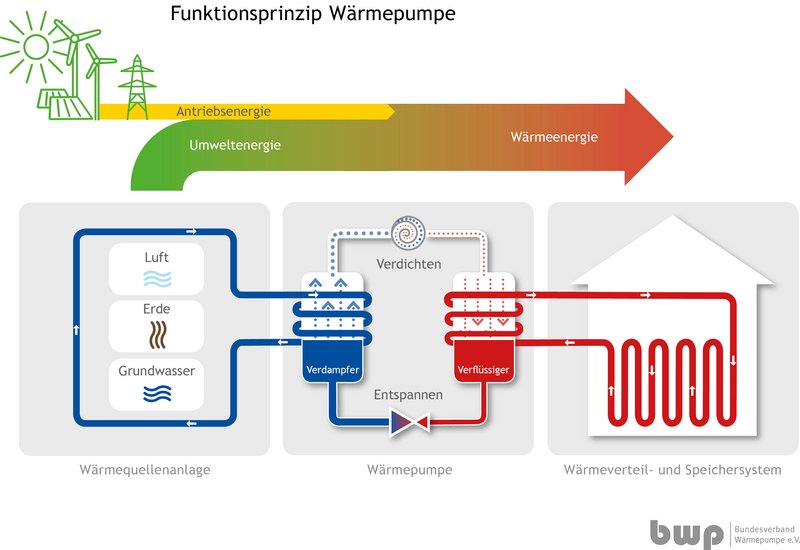 Funktionsprinzip Wärmepumpe
Antriebsenergie
Umweltenergie
Wärmeenergie
Luft
Erde
Grundwasser
Verdichten
Verdampfer
Verflüssiger
Entspannen
Wärmequellenanlage
Wärmepumpe
Wärmeverteil- und Speichersystem
bwp
Bundesverband
Wärmepumpe e.V.